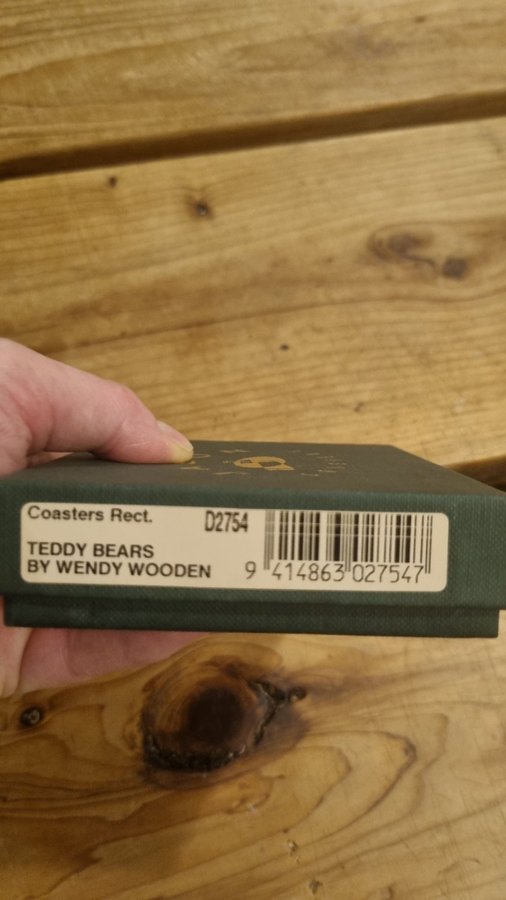 Coasters Rect. D2754
TEDDY BEARS
BY WENDY WOODEN
9 414863 027547